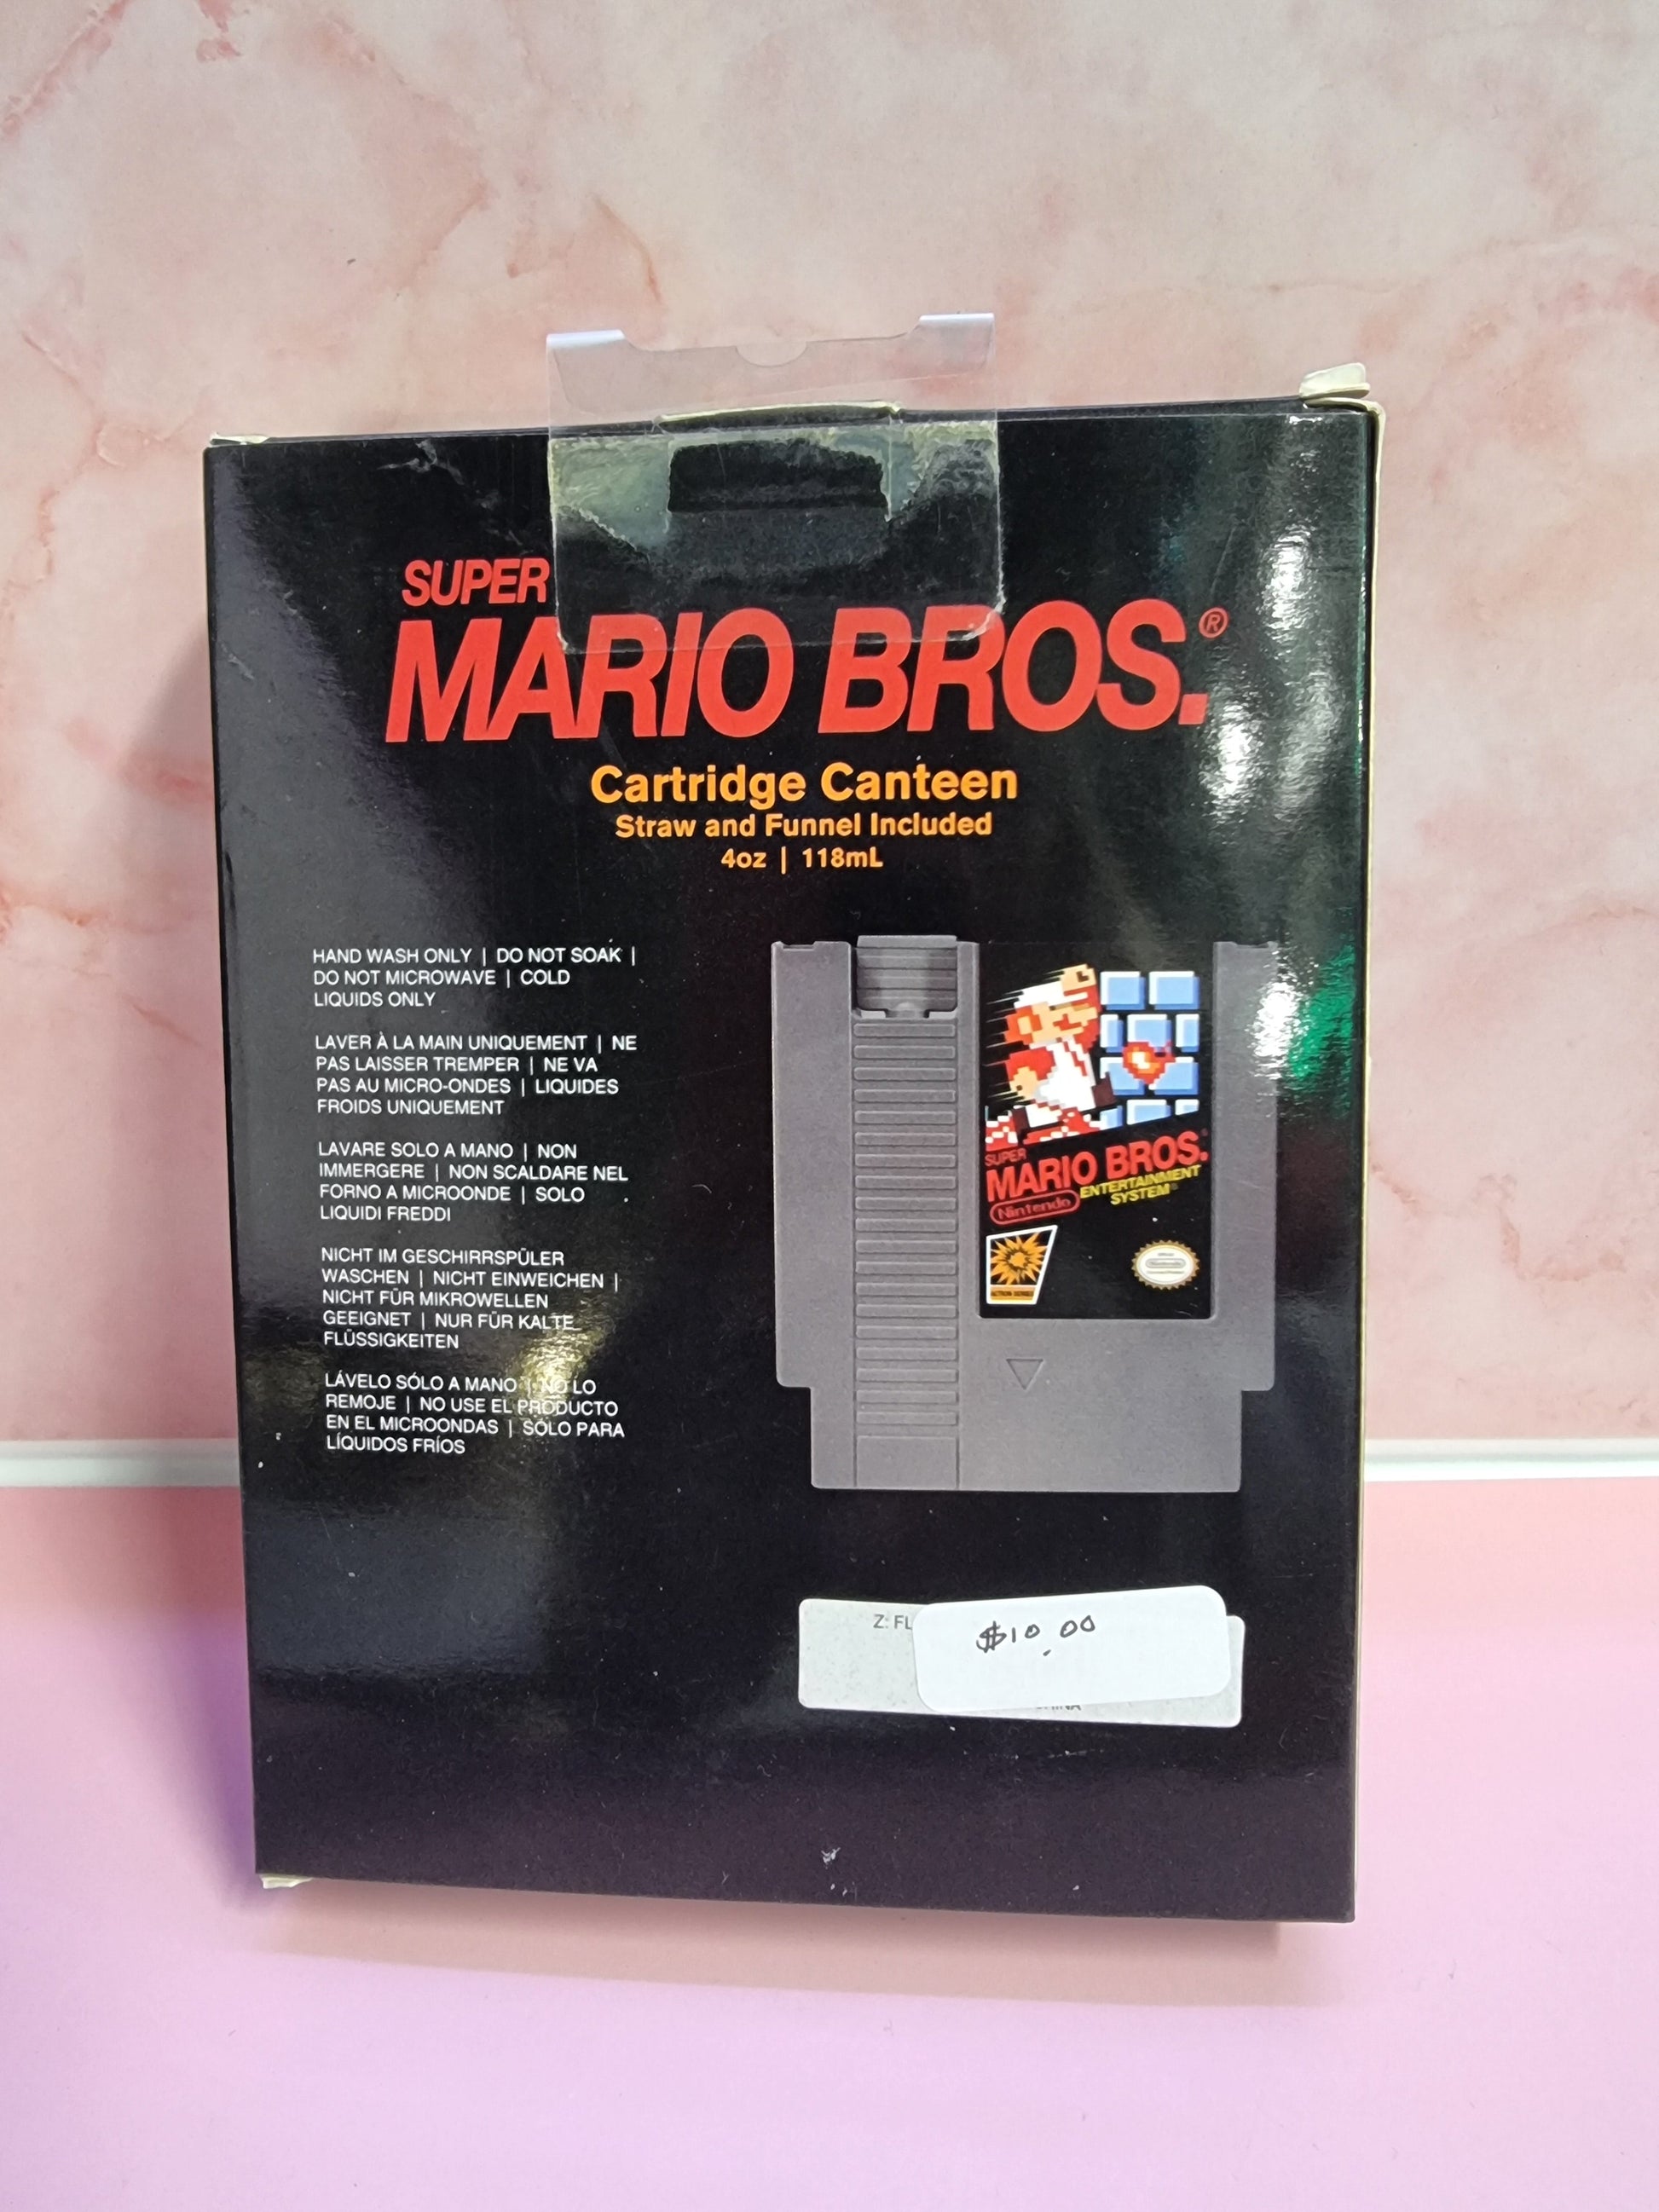 SUPER
MARIO BROS.®
Cartridge Canteen
Straw and Funnel Included
4oz | 118mL
HAND WASH ONLY | DO NOT SOAK |
DO NOT MICROWAVE | COLD
LIQUIDS ONLY
LAVER À LA MAIN UNIQUEMENT | NE
PAS LAISSER TREMPER | NE VA
PAS AU MICRO-ONDES | LIQUIDES
FROIDS UNIQUEMENT
LAVARE SOLO A MANO | NON
IMMERGERE | NON SCALDARE NEL
FORNO A MICROONDE | SOLO
LIQUIDI FREDDI
NICHT IM GESCHIRRSPÜLER
WASCHEN | NICHT EINWEICHEN |
NICHT FÜR MIKROWELLEN
GEEIGNET | NUR FÜR KALTE
FLÜSSIGKEITEN
LÁVELO SÓLO A MANO | NO LO
REMOJE | NO USE EL PRODUCTO
EN EL MICROONDAS | SÓLO PARA
LÍQUIDOS FRÍOS
SUPER
MARIO BROS.
Nintendo ENTERTAINMENT
SYSTEM
ACTION SERIES
Z: FL
$10.00